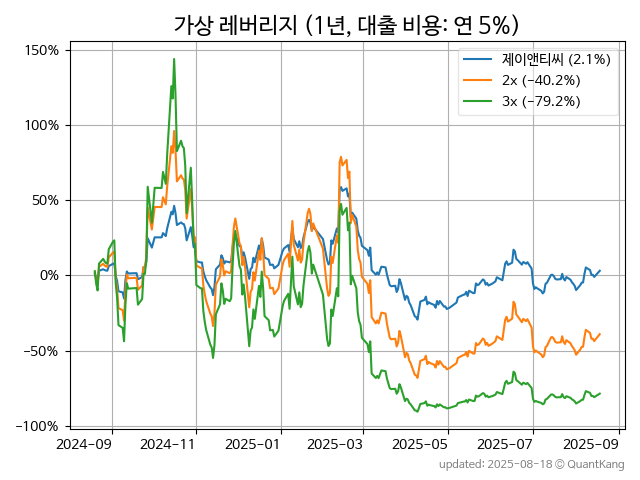 가상 레버리지 (1년, 대출 비용: 연 5%)
제이앤티씨 (2.1%)
2x (−40.2%)
3x (−79.2%)
150%
100%
50%
0%
−50%
−100%
2024-09 2024-11 2025-01 2025-03 2025-05 2025-07 2025-09
updated: 2025-08-18 © QuantKang